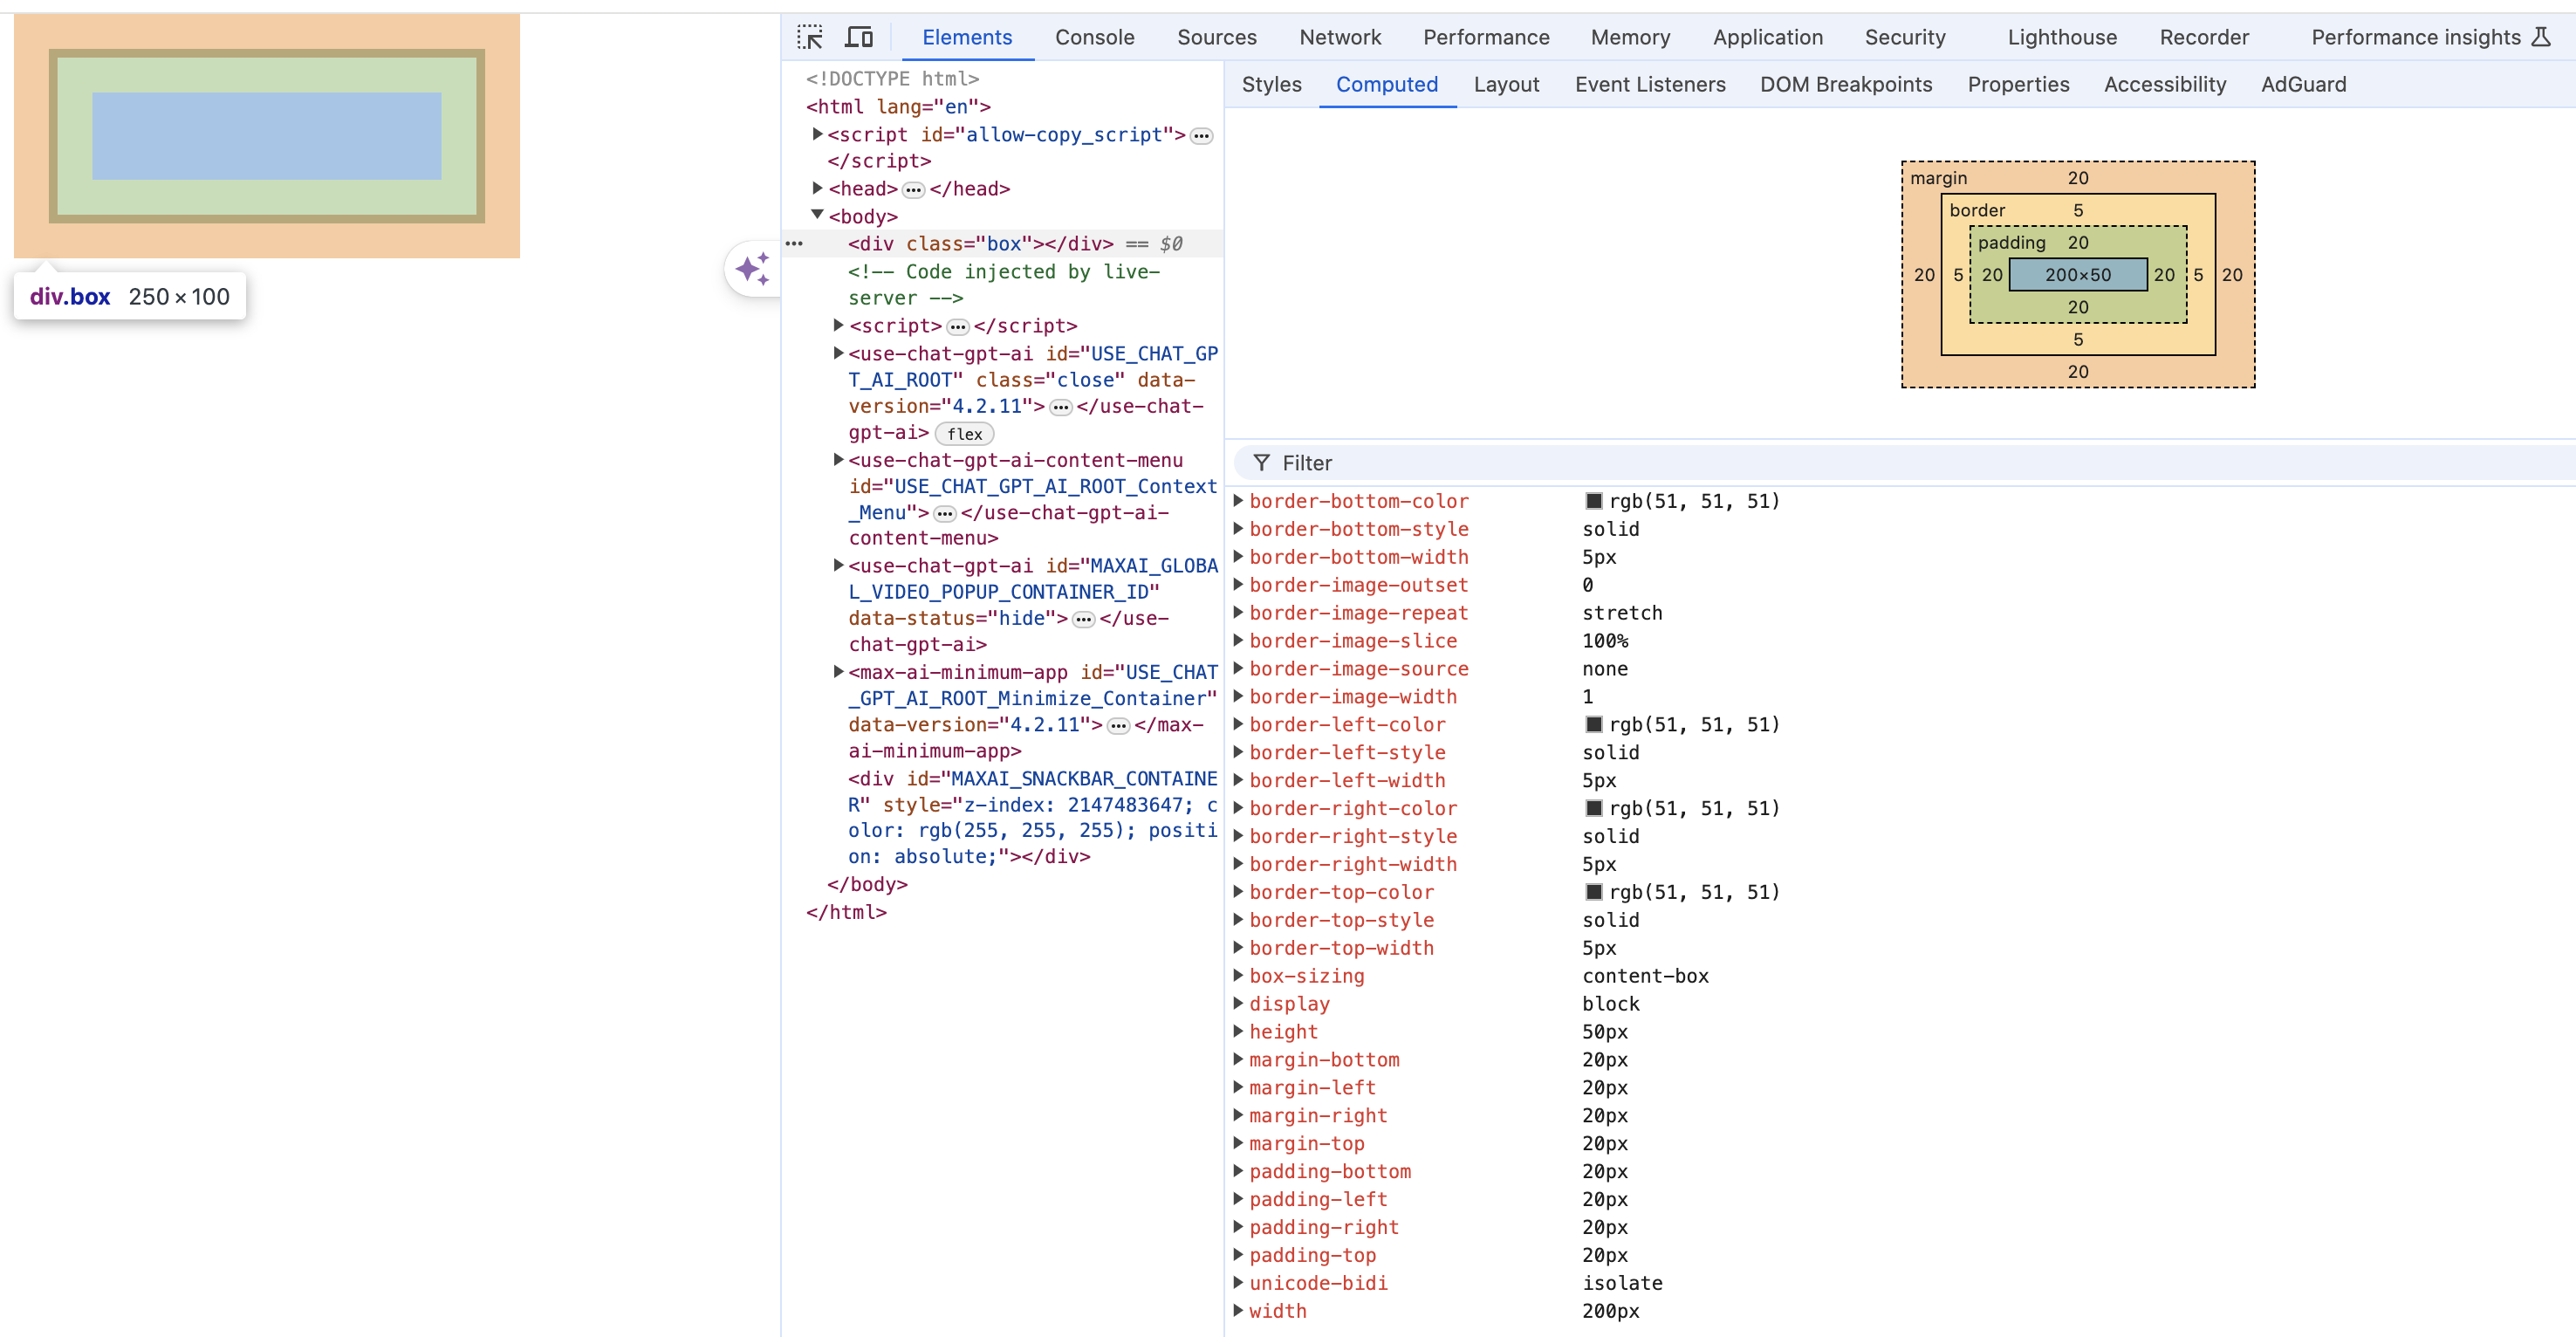 div.box 250 × 100
Elements Console Sources Network Performance Memory Application Security Lighthouse Recorder Performance insights
<!DOCTYPE html>
<html lang="en">
<script id="allow-copy_script">
</script>
<head> </head>
<body>
<div class="box"></div> == $0
<!-- Code injected by live-
server -->
<script> </script>
<use-chat-gpt-ai id="USE_CHAT_GP
T_AI_ROOT" class="close" data-
version="4.2.11"> </use-chat-
gpt-ai> flex
<use-chat-gpt-ai-content-menu
id="USE_CHAT_GPT_AI_ROOT_Context
_Menu"> </use-chat-gpt-ai-
content-menu>
<use-chat-gpt-ai id="MAXAI_GLOBA
L_VIDEO_POPUP_CONTAINER_ID"
data-status="hide"> </use-
chat-gpt-ai>
<max-ai-minimum-app id="USE_CHAT
_GPT_AI_ROOT_Minimize_Container"
data-version="4.2.11"> </max-
ai-minimum-app>
<div id="MAXAI_SNACKBAR_CONTAINE
R" style="z-index: 2147483647; c
olor: rgb(255, 255, 255); positi
on: absolute;"></div>
</body>
</html>
Styles Computed Layout Event Listeners DOM Breakpoints Properties Accessibility AdGuard
margin 20
border 5
padding 20
20 5 20 200×50 20 5 20
20
5
20
Filter
border-bottom-color rgb(51, 51, 51)
border-bottom-style solid
border-bottom-width 5px
border-image-outset 0
border-image-repeat stretch
border-image-slice 100%
border-image-source none
border-image-width 1
border-left-color rgb(51, 51, 51)
border-left-style solid
border-left-width 5px
border-right-color rgb(51, 51, 51)
border-right-style solid
border-right-width 5px
border-top-color rgb(51, 51, 51)
border-top-style solid
border-top-width 5px
box-sizing content-box
display block
height 50px
margin-bottom 20px
margin-left 20px
margin-right 20px
margin-top 20px
padding-bottom 20px
padding-left 20px
padding-right 20px
padding-top 20px
unicode-bidi isolate
width 200px